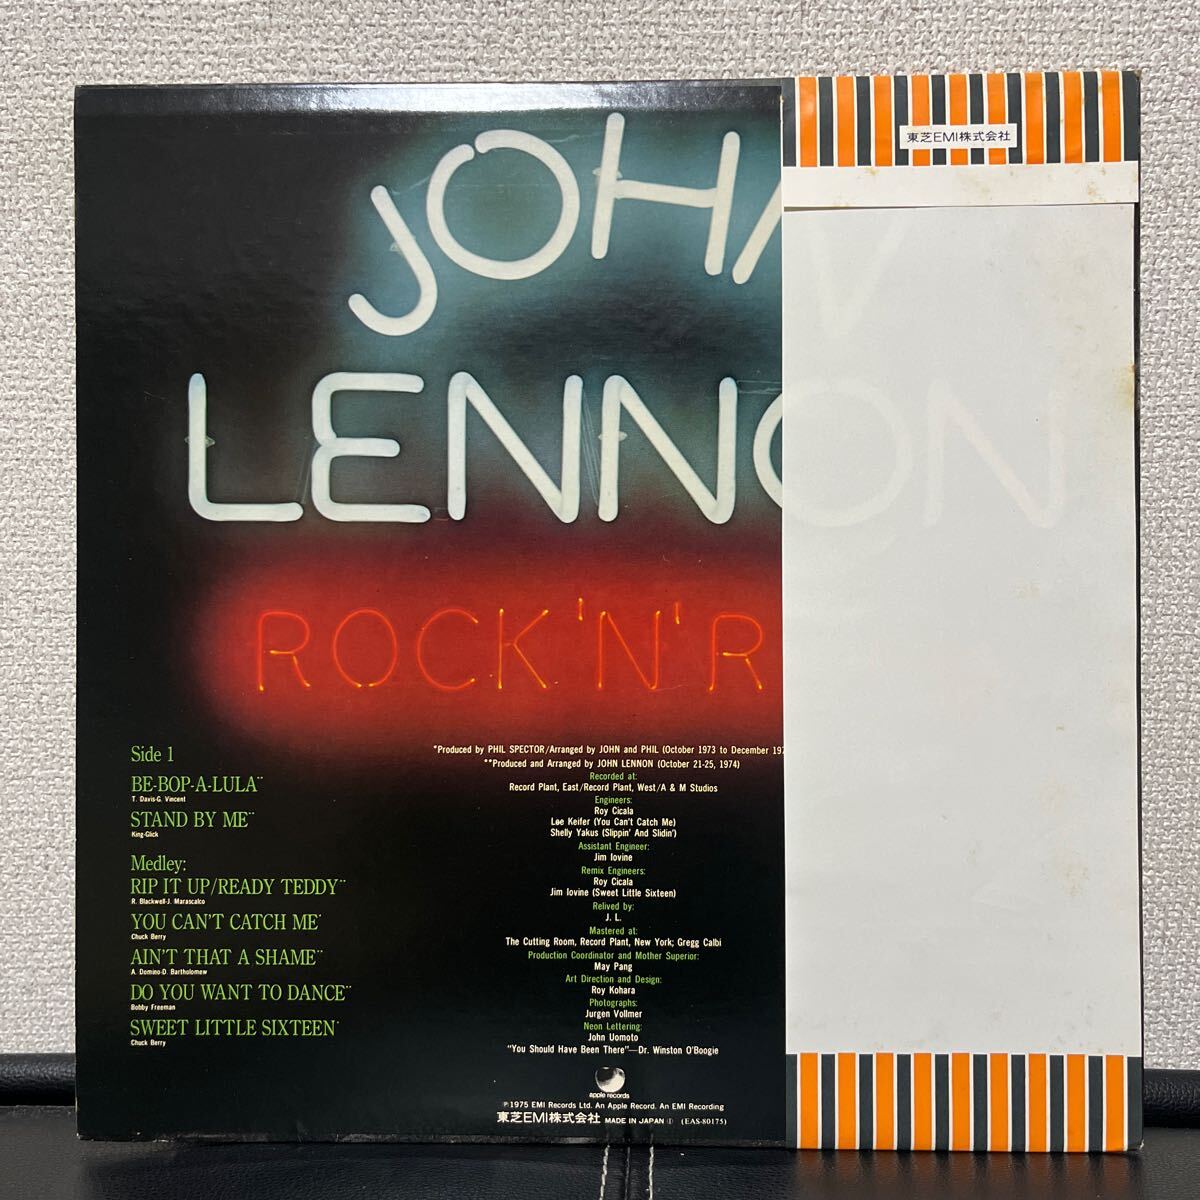 東芝EMI株式会社
JOHN
LENNON
ROCK'N'R
Side 1
BE-BOP-A-LULA**
T. Davis-G. Vincent
STAND BY ME**
King-Glick
Medley:
RIP IT UP/READY TEDDY**
R. Blackwell-J. Marascalco
YOU CAN'T CATCH ME*
Chuck Berry
AIN'T THAT A SHAME**
A. Domino-D. Bartholomew
DO YOU WANT TO DANCE**
Bobby Freeman
SWEET LITTLE SIXTEEN*
Chuck Berry
*Produced by PHIL SPECTOR/Arranged by JOHN and PHIL (October 1973 to December 197
**Produced and Arranged by JOHN LENNON (October 21-25, 1974)
Recorded at:
Record Plant, East/Record Plant, West/A & M Studios
Engineers:
Roy Cicala
Lee Keifer (You Can't Catch Me)
Shelly Yakus (Slippin' And Slidin')
Assistant Engineer:
Jim Iovine
Remix Engineers:
Roy Cicala
Jim Iovine (Sweet Little Sixteen)
Relived by:
J. L.
Mastered at:
The Cutting Room, Record Plant, New York; Gregg Calbi
Production Coordinator and Mother Superior:
May Pang
Art Direction and Design:
Roy Kohara
Photographs:
Jurgen Vollmer
Neon Lettering:
John Uomoto
"You Should Have Been There"—Dr. Winston O'Boogie
apple records
℗1975 EMI Records Ltd. An Apple Record. An EMI Recording
東芝EMI株式会社 MADE IN JAPAN Ⓘ (EAS-80175)